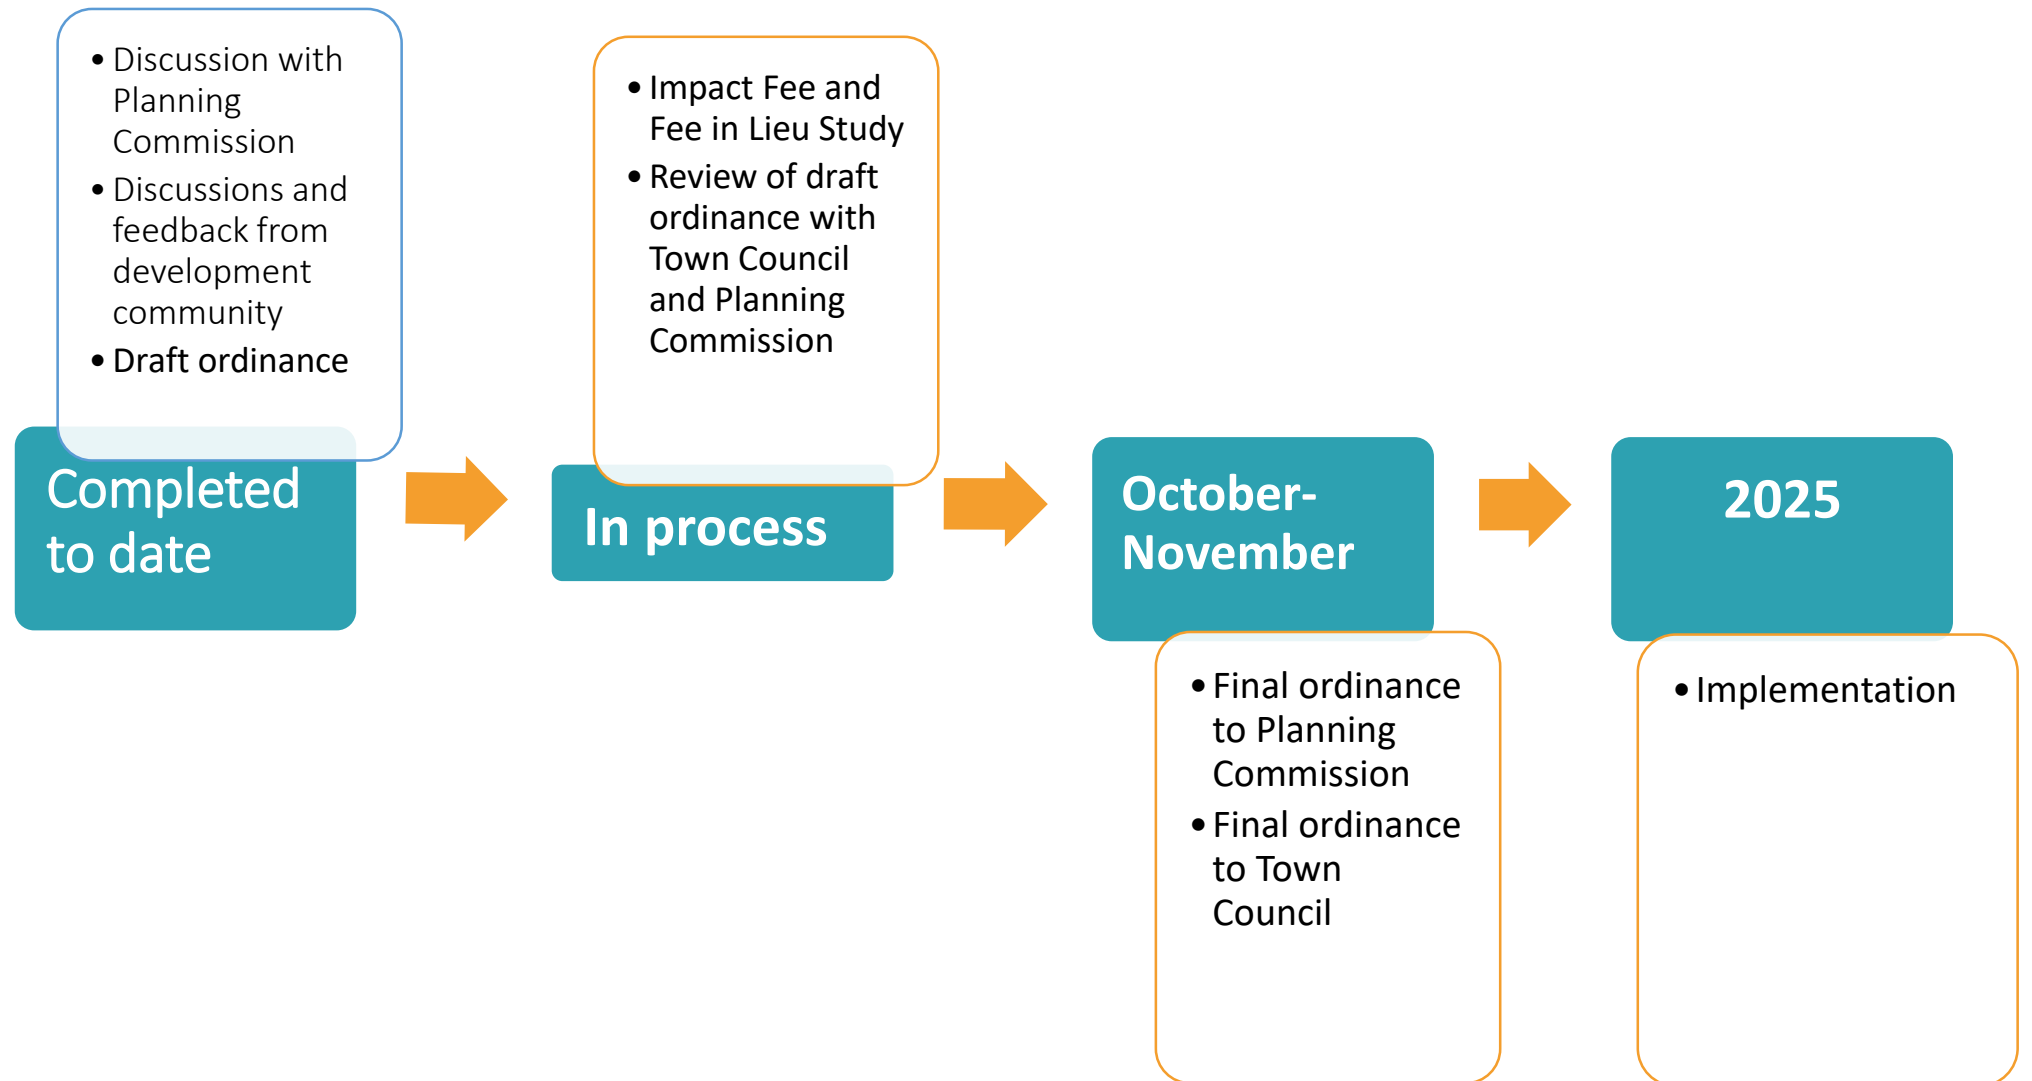 • Discussion with
Planning
Commission
• Discussions and
feedback from
development
community
• Draft ordinance
Completed
to date
• Impact Fee and
Fee in Lieu Study
• Review of draft
ordinance with
Town Council
and Planning
Commission
In process
October-
November
• Final ordinance
to Planning
Commission
• Final ordinance
to Town
Council
2025
• Implementation